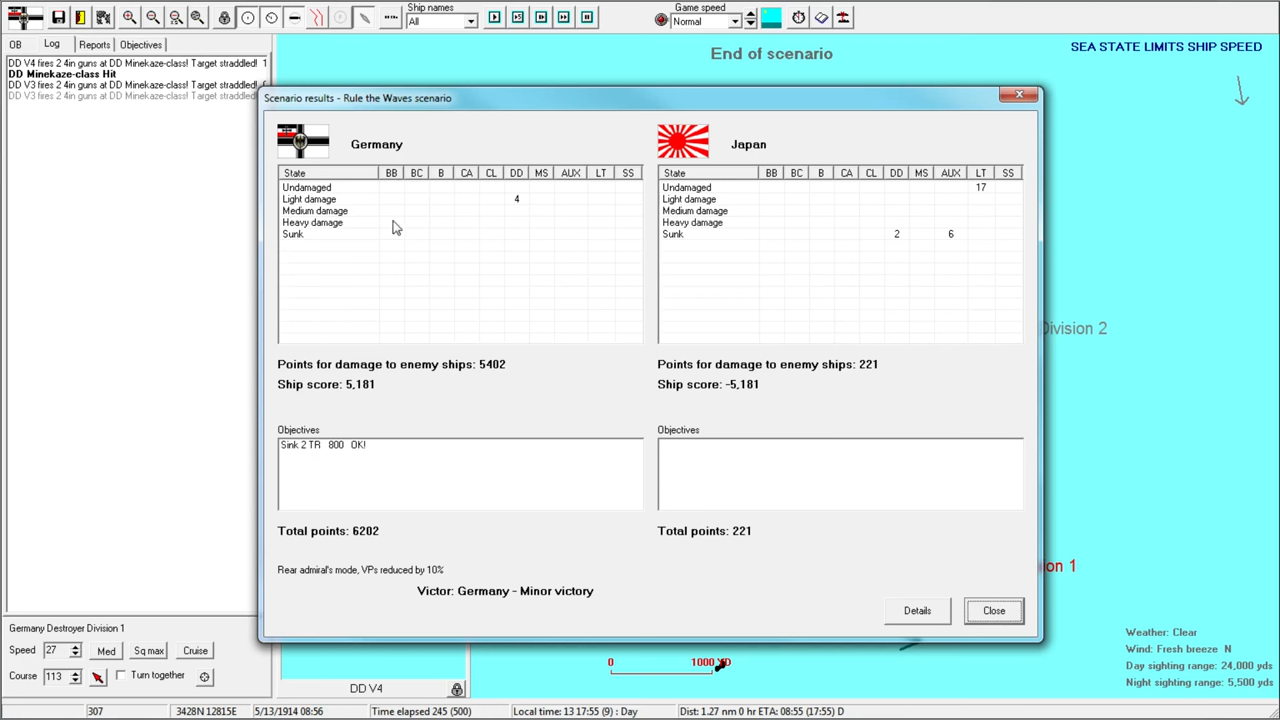 Ship names
All
Game speed
Normal
OB Log Reports Objectives
End of scenario
SEA STATE LIMITS SHIP SPEED
DD V4 fires 2 4in guns at DD Minekaze-class! Target straddled! 1
DD Minekaze-class Hit
DD V3 fires 2 4in guns at DD Minekaze-class! Target straddled!
DD V3 fires 2 4in guns at DD Minekaze-class! Target straddled!
Scenario results - Rule the Waves scenario
Germany
State BB BC B CA CL DD MS AUX LT SS
Undamaged
Light damage 4
Medium damage
Heavy damage
Sunk
Points for damage to enemy ships: 5402
Ship score: 5,181
Objectives
Sink 2 TR 800 OK!
Total points: 6202
Japan
State BB BC B CA CL DD MS AUX LT SS
Undamaged 17
Light damage
Medium damage
Heavy damage
Sunk 2 6
Points for damage to enemy ships: 221
Ship score: -5,181
Objectives
Total points: 221
Rear admiral's mode, VPs reduced by 10%
Victor: Germany - Minor victory
Details Close
Division 2
ion 1
Germany Destroyer Division 1
Speed 27 Med Sq max Cruise
Course 113 Turn together
DD V4
0 1000 YD
Weather: Clear
Wind: Fresh breeze N
Day sighting range: 24,000 yds
Night sighting range: 5,500 yds
307 3428N 12815E 5/13/1914 08:56 Time elapsed 245 (500) Local time: 13 17:55 (9) : Day Dist: 1.27 nm 0 hr ETA: 08:55 (17:55) D